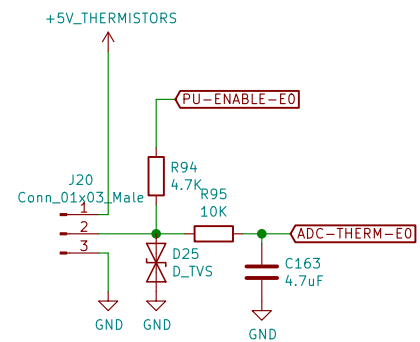 +5V_THERMISTORS
PU-ENABLE-E0
J20
Conn_01x03_Male
R94
4.7K
R95
10K
1
2
3
ADC-THERM-E0
D25
D_TVS
C163
4.7uF
GND
GND
GND